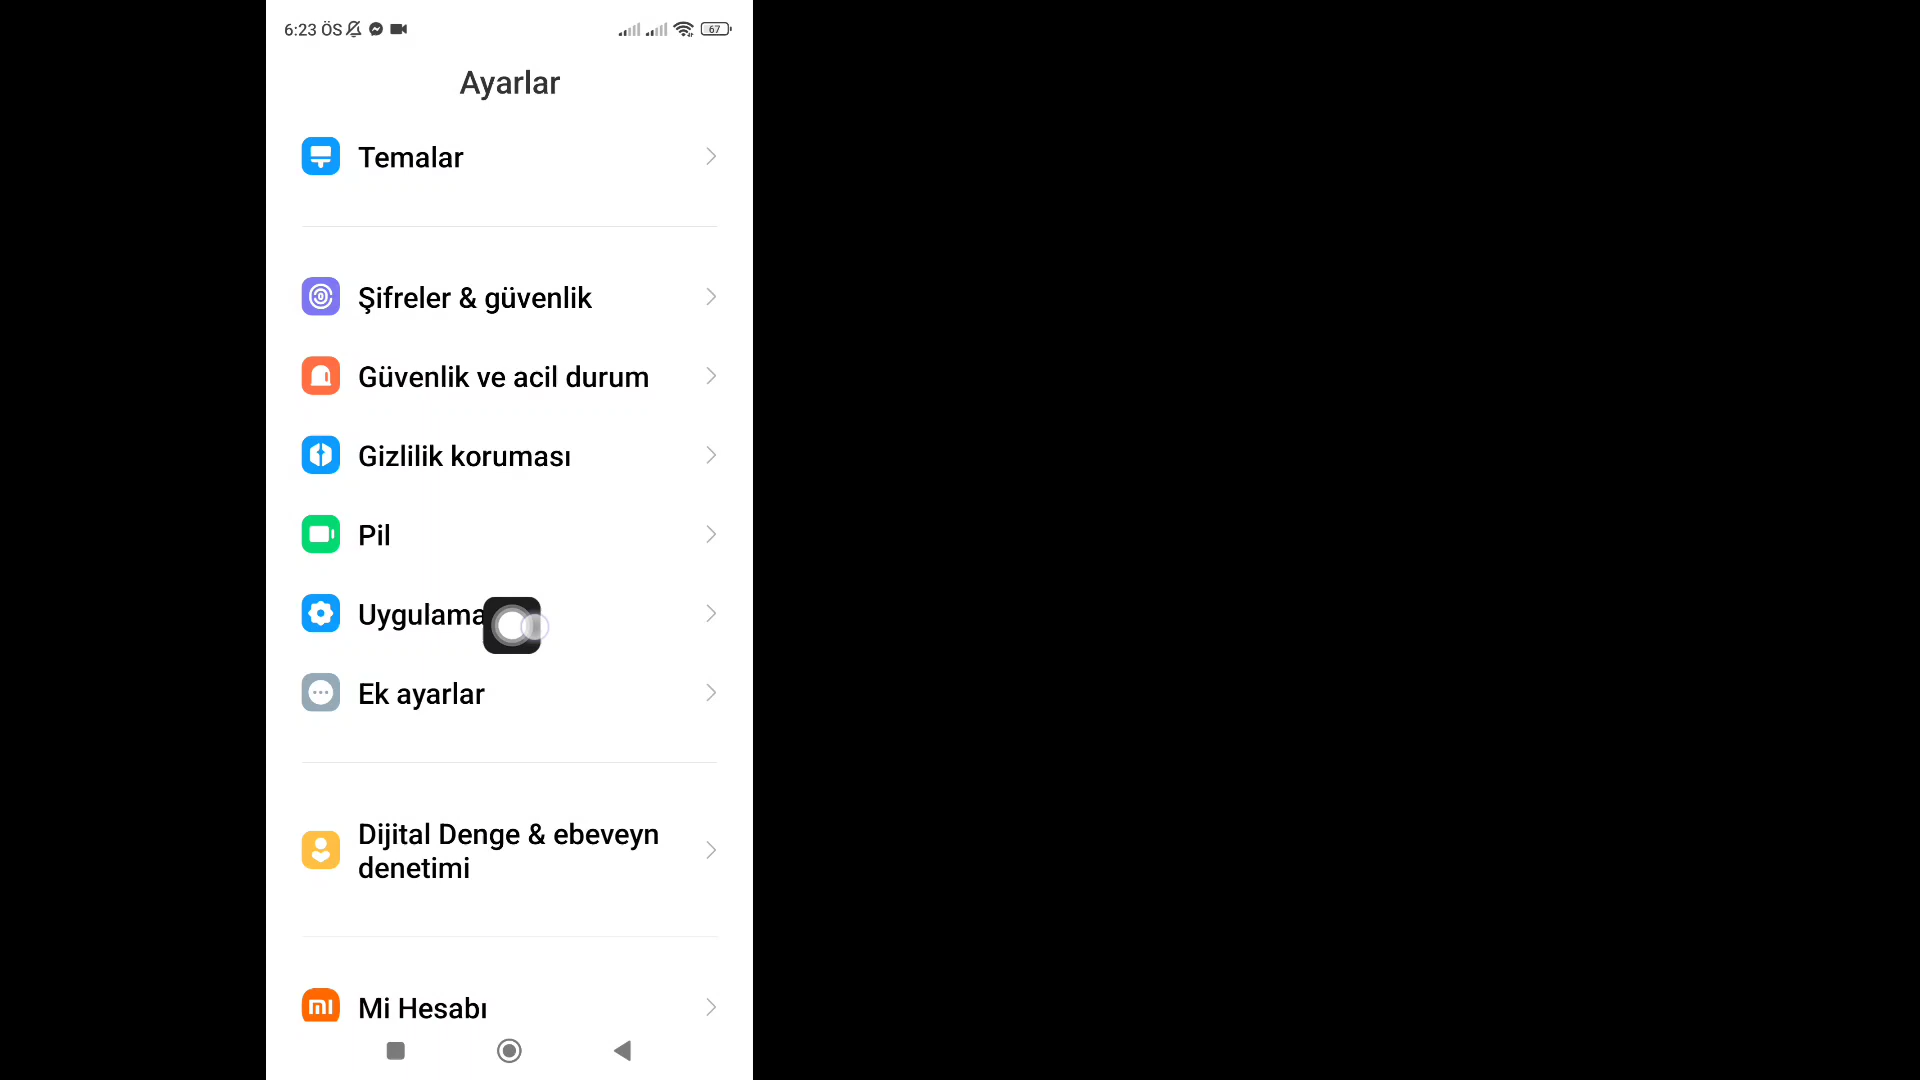 6:23 ÖS
67
Ayarlar
Temalar
Şifreler & güvenlik
Güvenlik ve acil durum
Gizlilik koruması
Pil
Uygulama
Ek ayarlar
Dijital Denge & ebeveyn
denetimi
Mi Hesabı